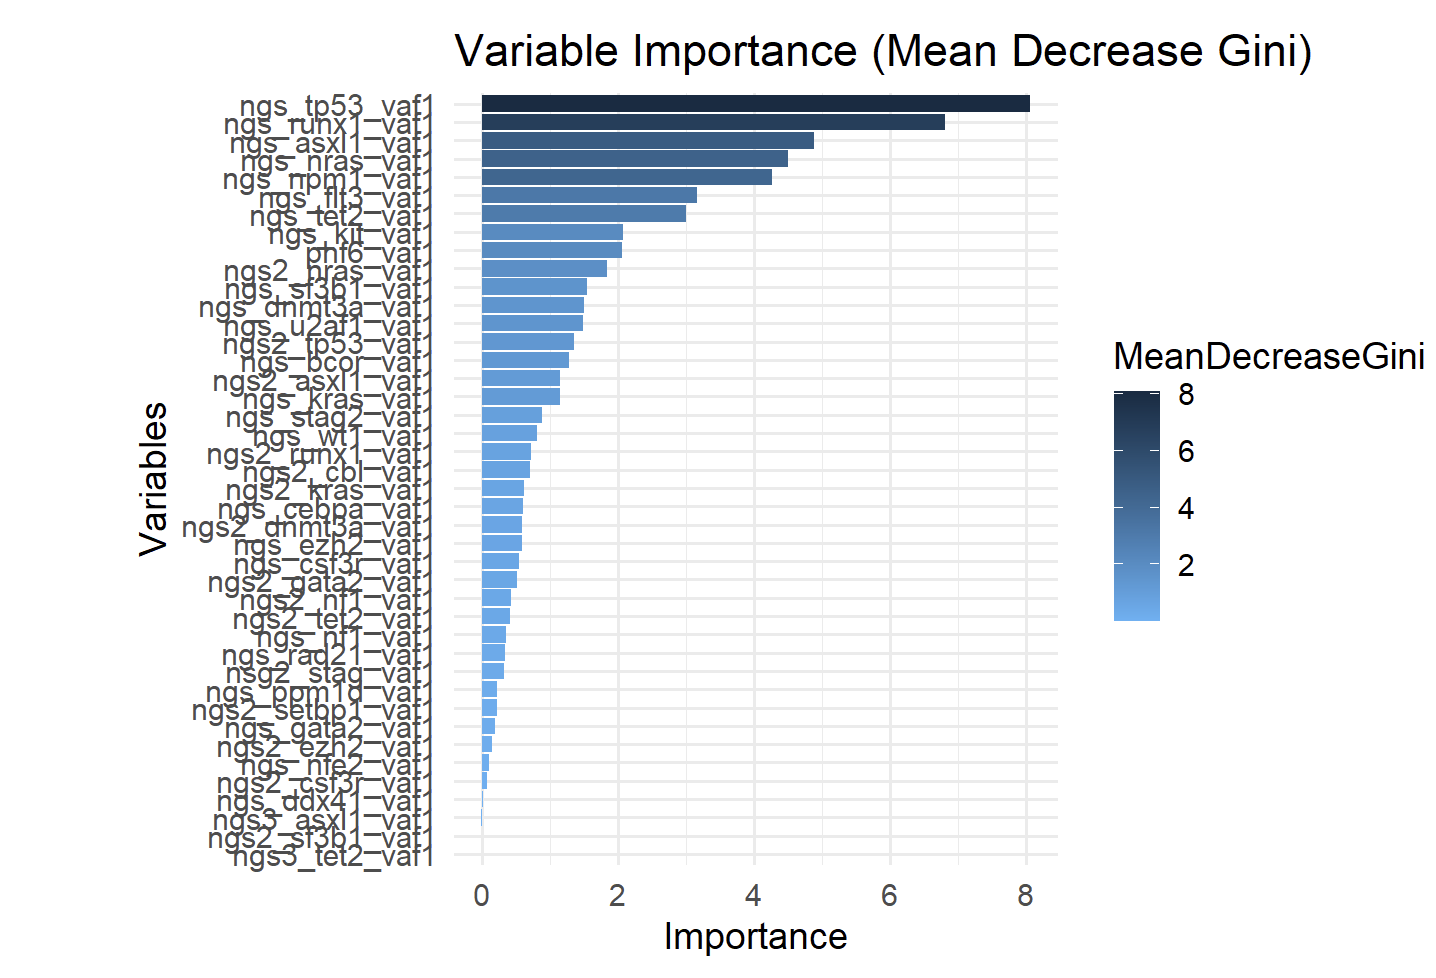 Variable Importance (Mean Decrease Gini)
ngs_tp53_vaf1
ngs_runx1_vaf1
ngs_asxl1_vaf1
ngs_nras_vaf1
ngs_npm1_vaf1
ngs_flt3_vaf1
ngs_tet2_vaf1
ngs_kit_vaf1
phf6_vaf1
ngs2_nras_vaf1
ngs_sf3b1_vaf1
ngs_dnmt3a_vaf1
ngs_u2af1_vaf1
ngs2_tp53_vaf1
ngs_bcor_vaf1
ngs2_asxl1_vaf1
ngs_kras_vaf1
ngs_stag2_vaf1
ngs_wt1_vaf1
ngs2_runx1_vaf1
ngs2_cbl_vaf1
ngs2_kras_vaf1
ngs_cebpa_vaf1
ngs2_dnmt3a_vaf1
ngs_ezh2_vaf1
ngs_csf3r_vaf1
ngs2_gata2_vaf1
ngs2_nf1_vaf1
ngs2_tet2_vaf1
ngs_nf1_vaf1
ngs_rad21_vaf1
nsg2_stag_vaf1
ngs_ppm1d_vaf1
ngs2_setbp1_vaf1
ngs_gata2_vaf1
ngs2_ezh2_vaf1
ngs_nfe2_vaf1
ngs2_csf3r_vaf1
ngs_ddx41_vaf1
ngs3_asxl1_vaf1
ngs2_sf3b1_vaf1
ngs3_tet2_vaf1
Variables
0 2 4 6 8
Importance
MeanDecreaseGini
8
6
4
2